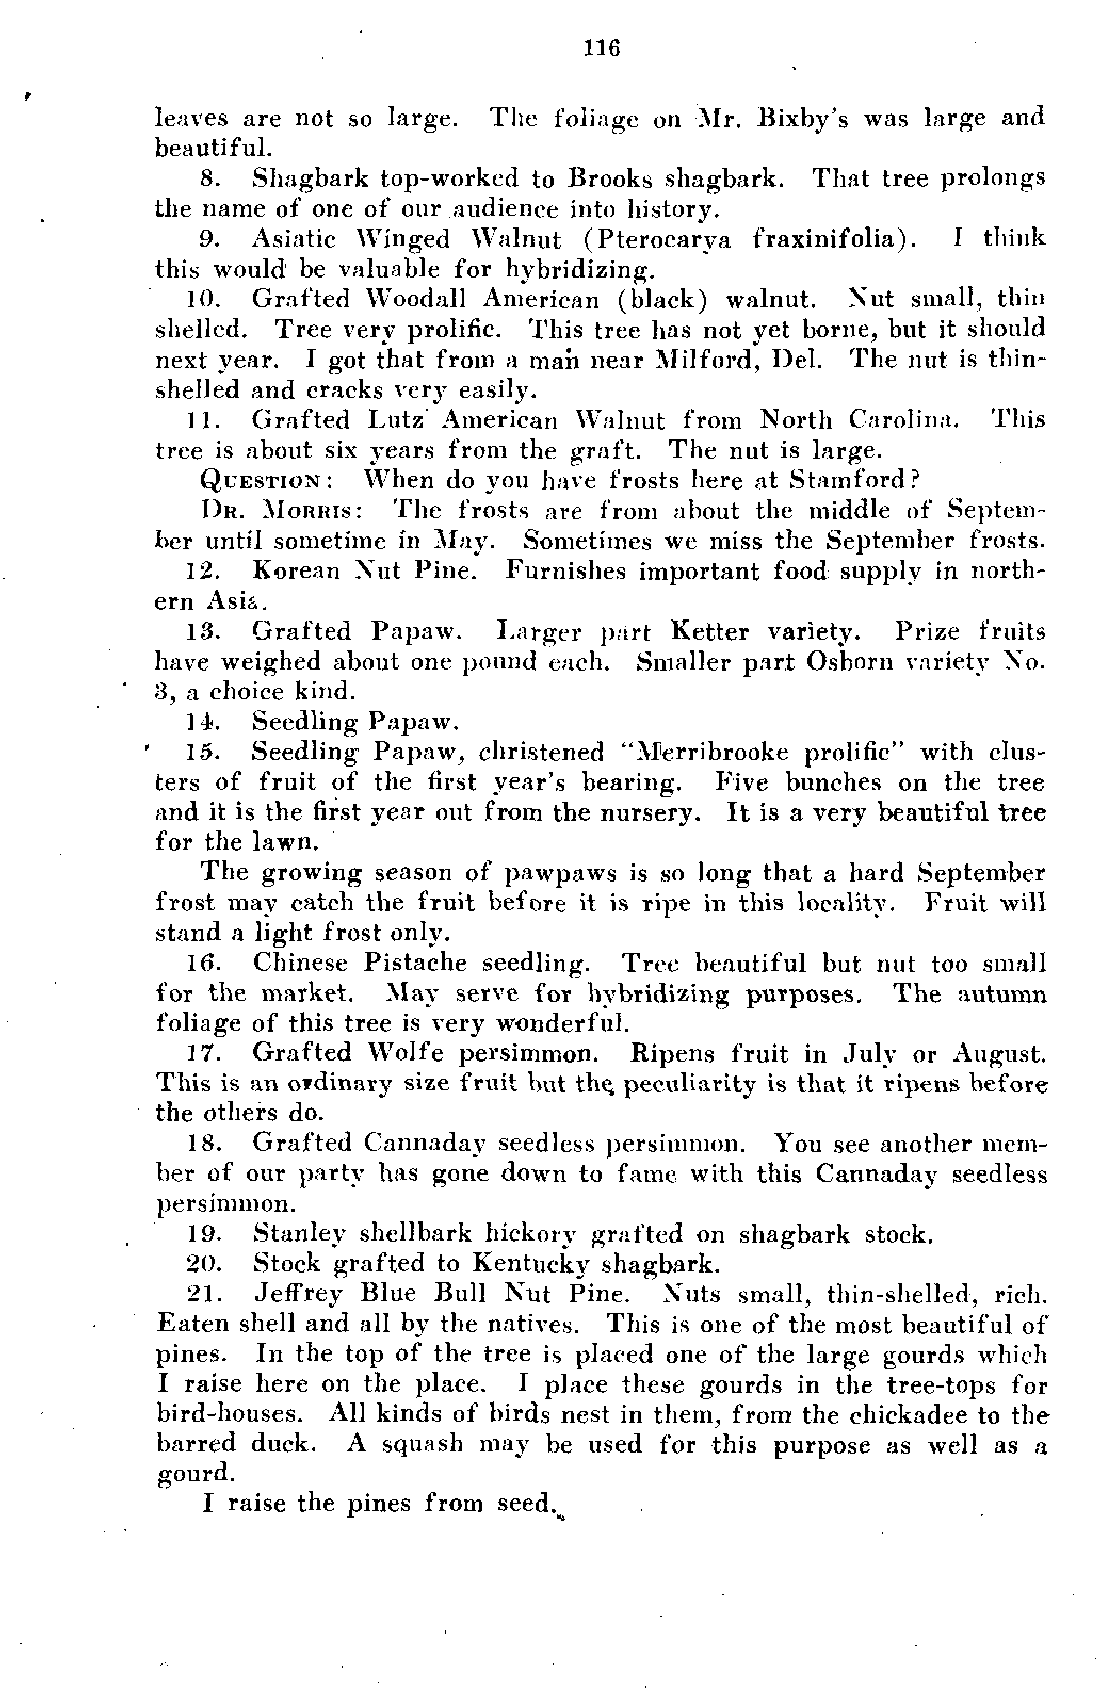 116
leaves are not so large. The foliage on Mr. Bixby's was large and
beautiful.
8. Shagbark top-worked to Brooks shagbark. That tree prolongs
the name of one of our audience into history.
9. Asiatic Winged Walnut (Pterocarya fraxinifolia). I think
this would be valuable for hybridizing.
10. Grafted Woodall American (black) walnut. Nut small, thin
shelled. Tree very prolific. This tree has not yet borne, but it should
next year. I got that from a man near Milford, Del. The nut is thin-
shelled and cracks very easily.
11. Grafted Lutz American Walnut from North Carolina. This
tree is about six years from the graft. The nut is large.
QUESTION: When do you have frosts here at Stamford?
DR. MORRIS: The frosts are from about the middle of Septem-
ber until sometime in May. Sometimes we miss the September frosts.
12. Korean Nut Pine. Furnishes important food supply in north-
ern Asia.
13. Grafted Papaw. Larger part Ketter variety. Prize fruits
have weighed about one pound each. Smaller part Osborn variety No.
3, a choice kind.
14. Seedling Papaw.
15. Seedling Papaw, christened "Merribrooke prolific" with clus-
ters of fruit of the first year's bearing. Five bunches on the tree
and it is the first year out from the nursery. It is a very beautiful tree
for the lawn.
The growing season of pawpaws is so long that a hard September
frost may catch the fruit before it is ripe in this locality. Fruit will
stand a light frost only.
16. Chinese Pistache seedling. Tree beautiful but nut too small
for the market. May serve for hybridizing purposes. The autumn
foliage of this tree is very wonderful.
17. Grafted Wolfe persimmon. Ripens fruit in July or August.
This is an ordinary size fruit but the peculiarity is that it ripens before
the others do.
18. Grafted Cannaday seedless persimmon. You see another mem-
ber of our party has gone down to fame with this Cannaday seedless
persimmon.
19. Stanley shellbark hickory grafted on shagbark stock.
20. Stock grafted to Kentucky shagbark.
21. Jeffrey Blue Bull Nut Pine. Nuts small, thin-shelled, rich.
Eaten shell and all by the natives. This is one of the most beautiful of
pines. In the top of the tree is placed one of the large gourds which
I raise here on the place. I place these gourds in the tree-tops for
bird-houses. All kinds of birds nest in them, from the chickadee to the
barred duck. A squash may be used for this purpose as well as a
gourd.
I raise the pines from seed.